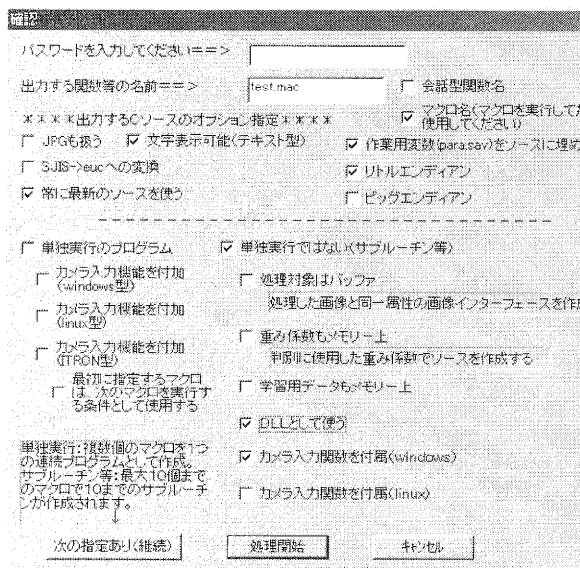 確認
パスワードを入力してください＝＝＞
出力する関数等の名前＝＝＞ test.mac □ 会話型関数名
＊＊＊＊出力するCソースのオプション指定＊＊＊＊ ☑ マクロ名(マクロを実行してか
使用してください)
□ JPGも扱う ☑ 文字表示可能(テキスト型) ☑ 作業用変数(para.sav)をソースに埋め
□ SJIS->eucへの変換 ☑ リトルエンディアン
☑ 常に最新のソースを使う □ ビッグエンディアン
□ 単独実行のプログラム ☑ 単独実行ではない(サブルーチン等)
□ カメラ入力機能を付加
(windows型)
□ カメラ入力機能を付加
(linux型)
□ カメラ入力機能を付加
(ITRON型)
□ 最初に指定するマクロ
は、次のマクロを実行す
る条件として使用する
□ 処理対象はバッファ
処理した画像と同一属性の画像インターフェースを作成
□ 重み係数もメモリー上
判別に使用した重み係数でソースを作成する
□ 学習用データもメモリー上
☑ DLLとして使う
☑ カメラ入力関数を付属(windows)
□ カメラ入力関数を付属(linux)
単独実行:複数個のマクロを1つ
の連続プログラムとして作成。
サブルーチン等:最大10個まで
のマクロで10までのサブルーチ
ンが作成されます。
↓
次の指定あり(継続) 処理開始 キャンセル